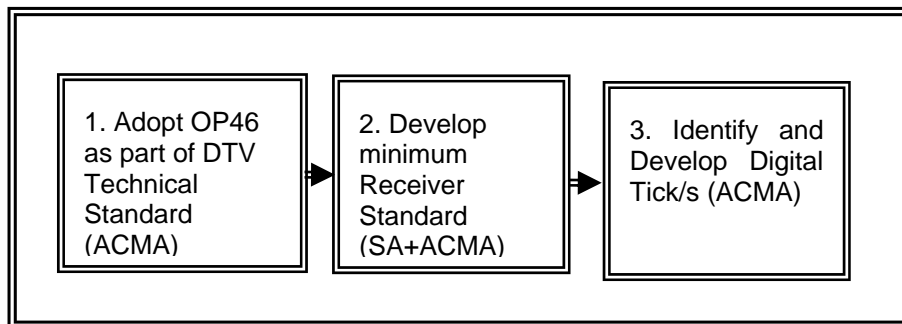 1. Adopt OP46
as part of DTV
Technical
Standard
(ACMA)
2. Develop
minimum
Receiver
Standard
(SA+ACMA)
3. Identify and
Develop Digital
Tick/s (ACMA)